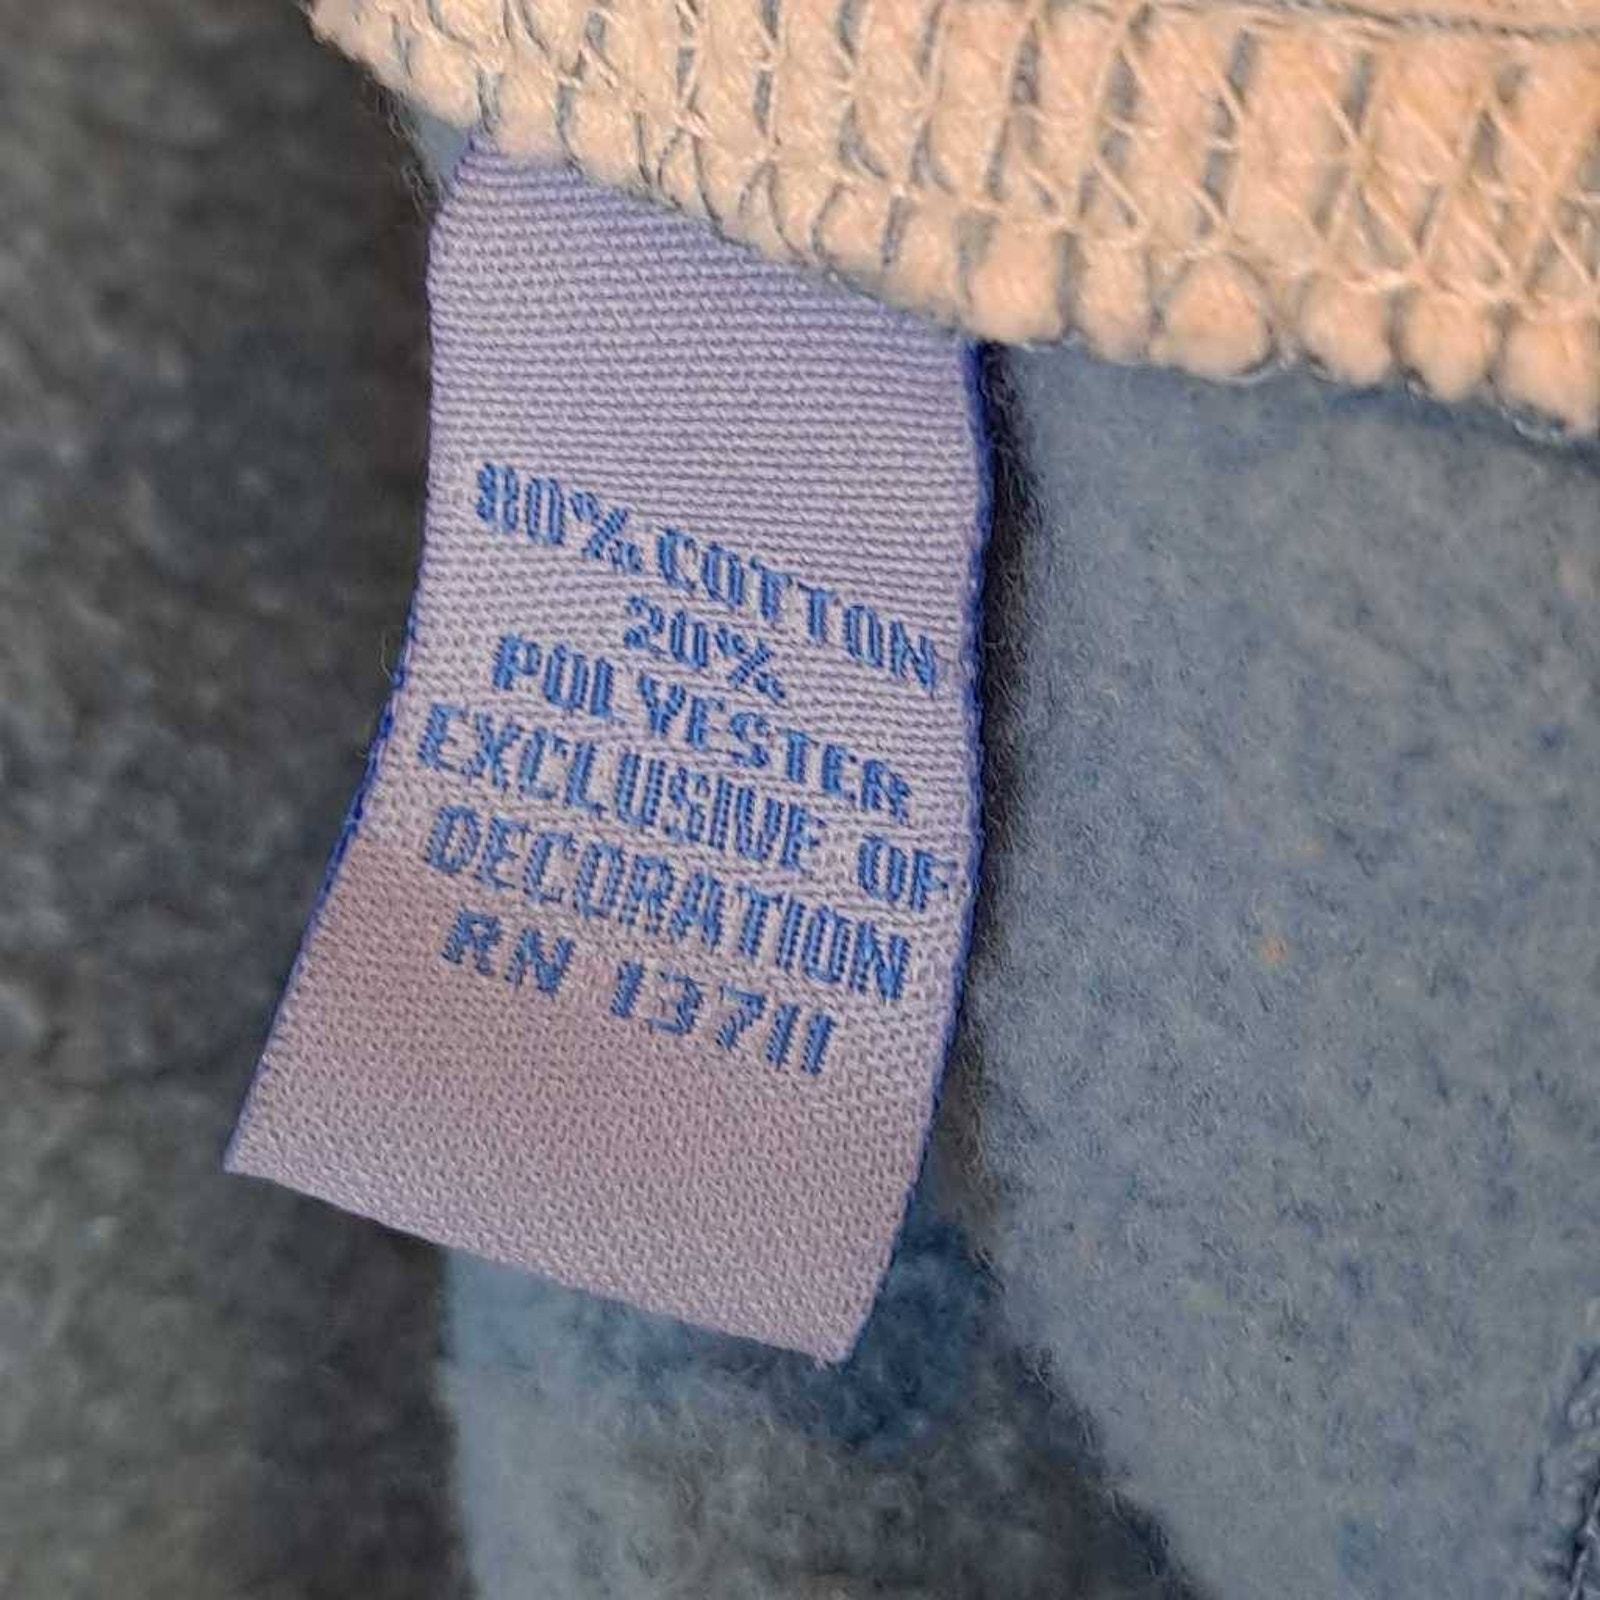 80% COTTON
20%
POLYESTER
EXCLUSIVE OF
DECORATION
RN 13711